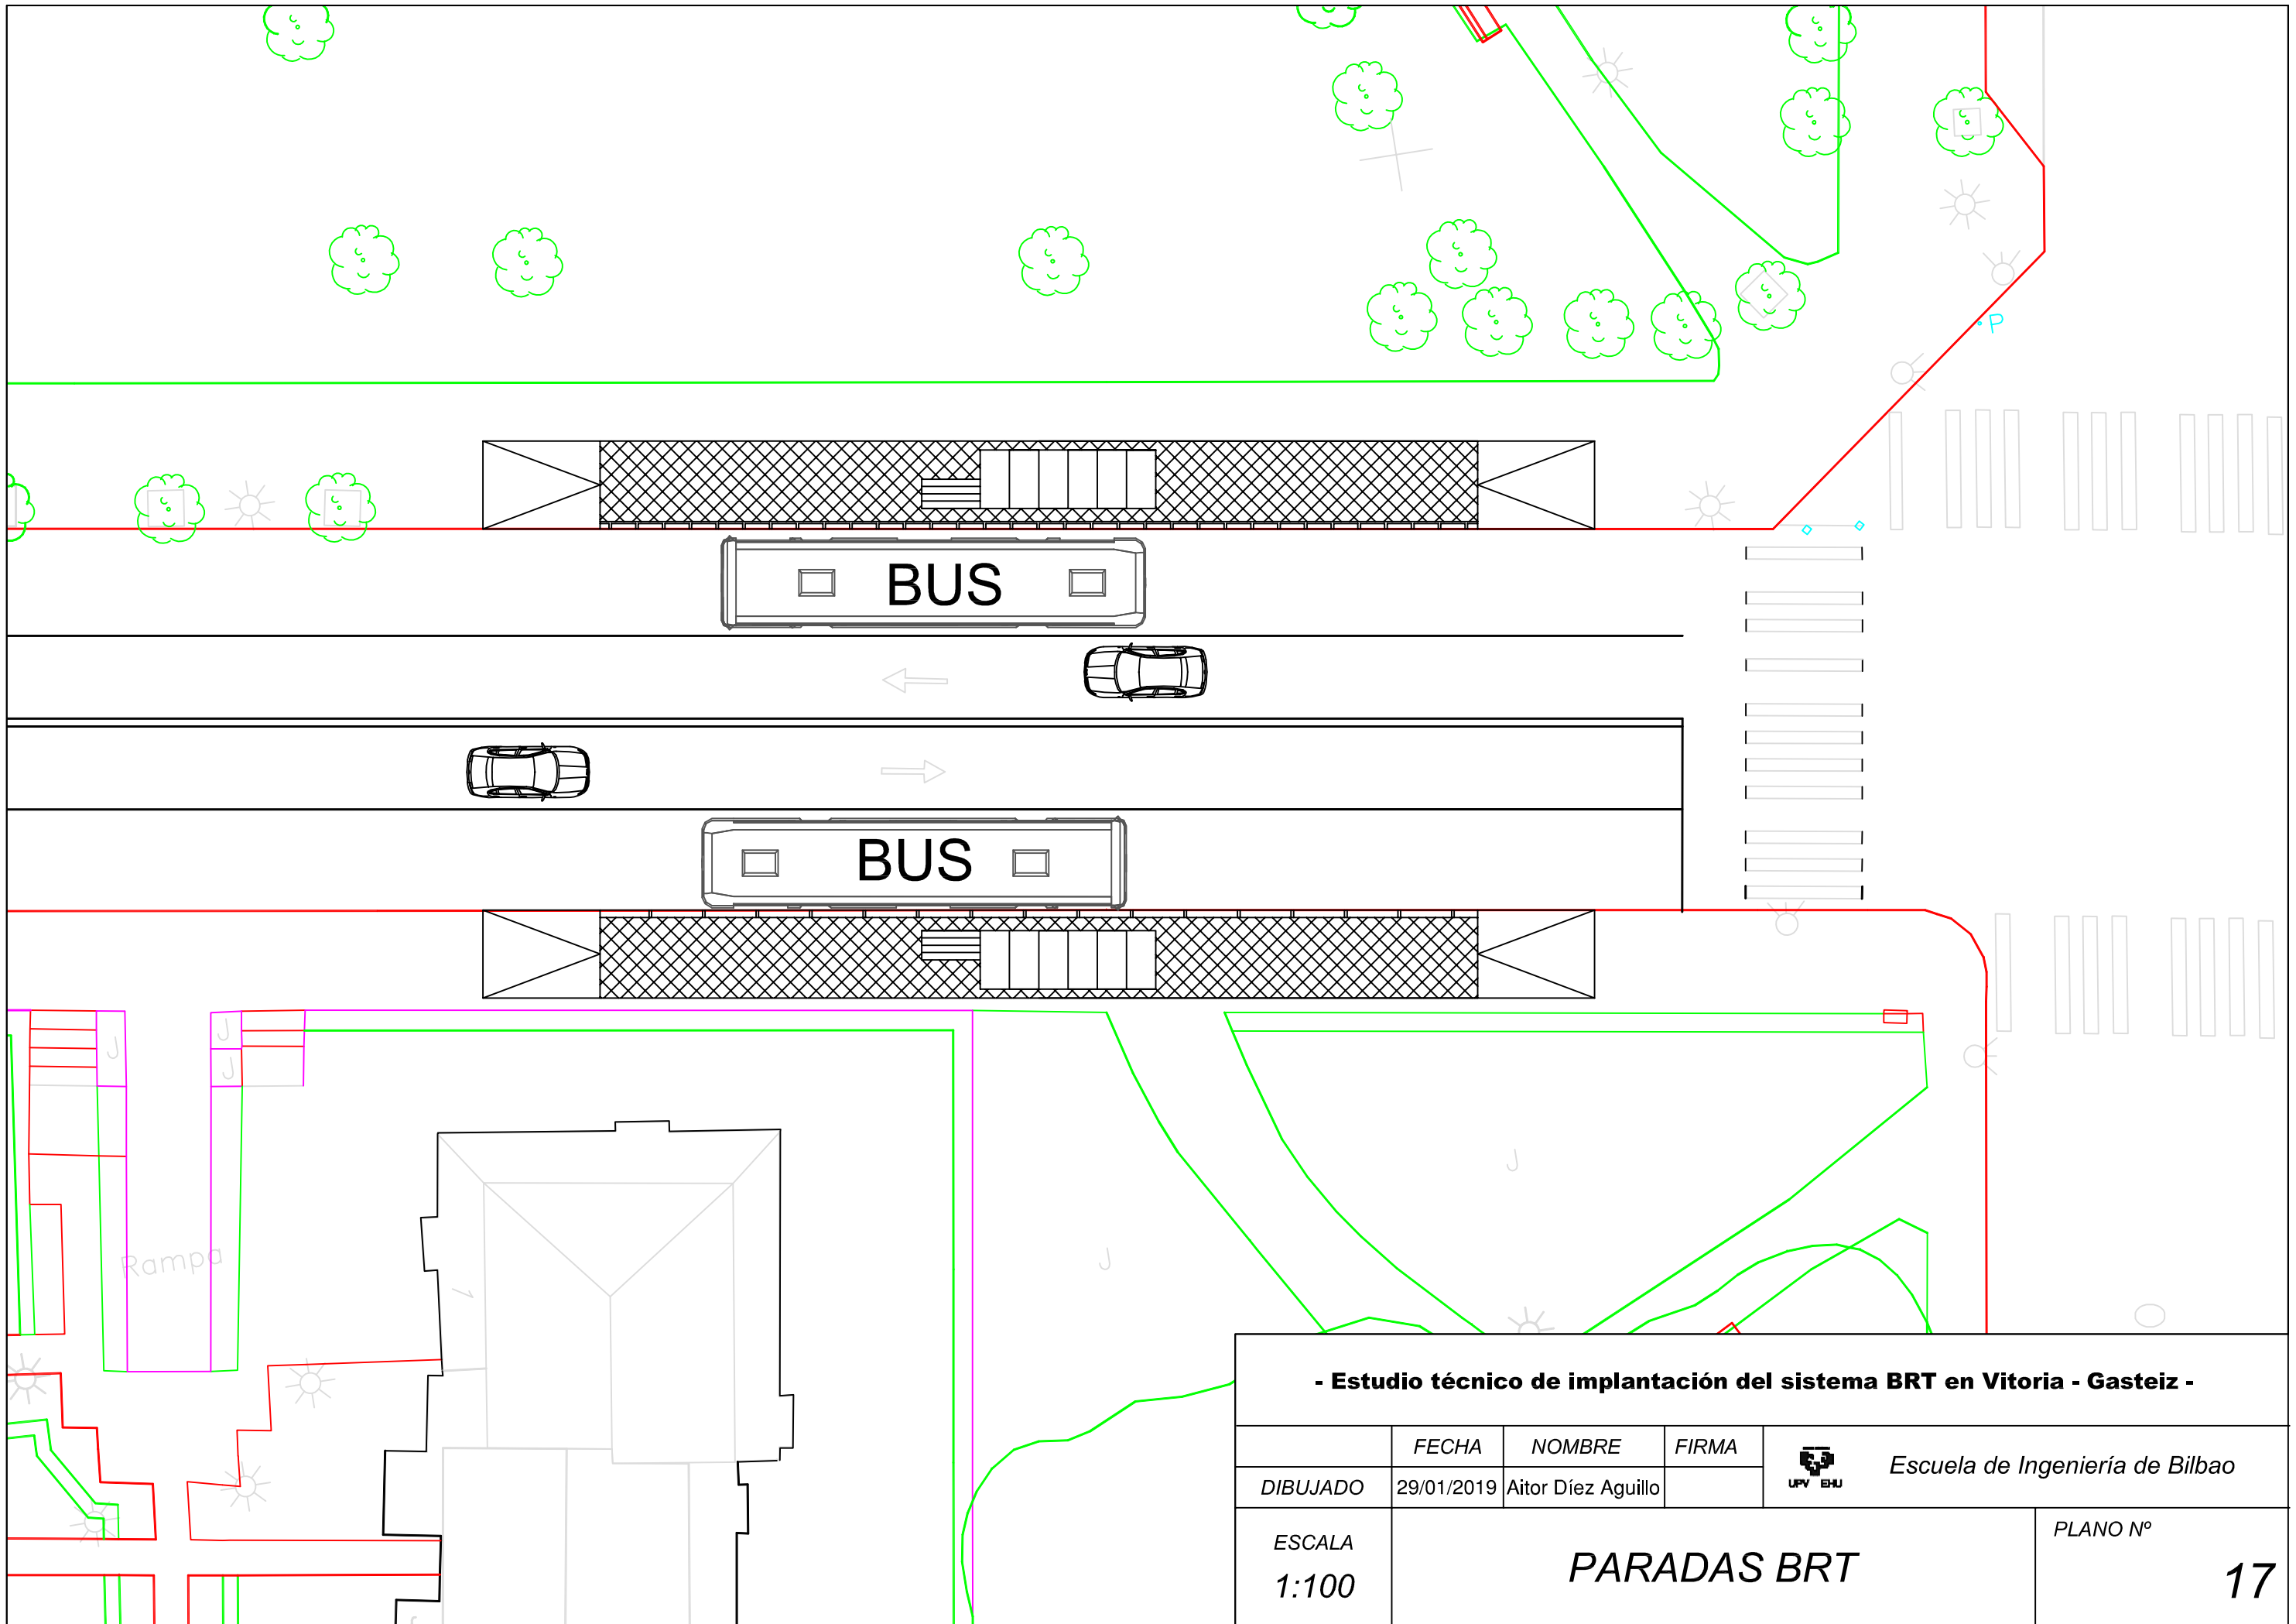 P
BUS
BUS
J
J
J
J
J
Rampa
- Estudio técnico de implantación del sistema BRT en Vitoria - Gasteiz -
FECHA NOMBRE FIRMA
UPV EHU
Escuela de Ingeniería de Bilbao
DIBUJADO 29/01/2019 Aitor Díez Aguillo
ESCALA
1:100
PARADAS BRT
PLANO Nº
17